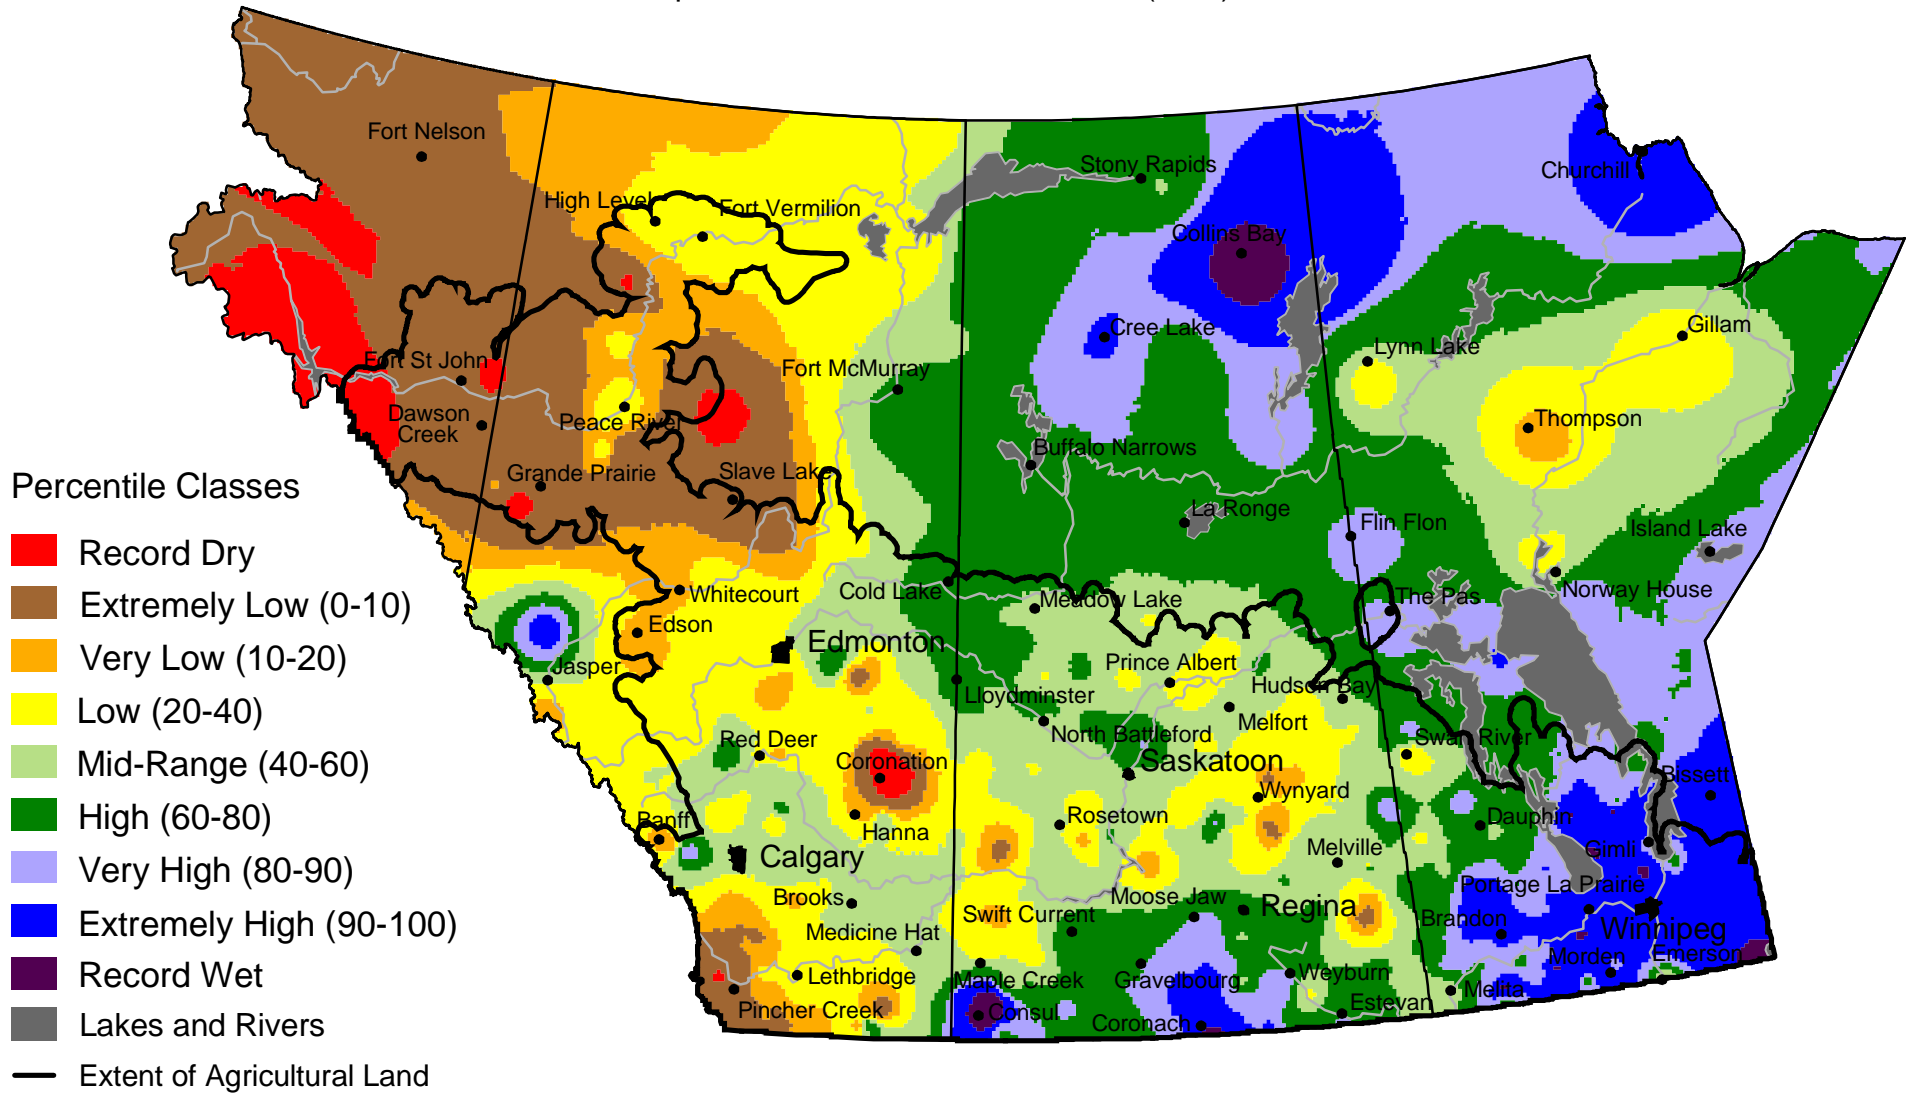 Fort Nelson
Stony Rapids
Churchill
High Level
Fort Vermilion
Collins Bay
Cree Lake
Gillam
Lynn Lake
Fort St John
Fort McMurray
Dawson
Creek
Peace River
Thompson
Buffalo Narrows
Grande Prairie
Slave Lake
La Ronge
Flin Flon
Island Lake
Whitecourt
Cold Lake
Meadow Lake
The Pas
Norway House
Edson
Edmonton
Jasper
Prince Albert
Hudson Bay
Lloydminster
Melfort
North Battleford
Red Deer
Swan River
Coronation
Saskatoon
Bissett
Wynyard
Banff
Hanna
Rosetown
Dauphin
Calgary
Melville
Gimli
Brooks
Moose Jaw
Portage La Prairie
Swift Current
Regina
Brandon
Medicine Hat
Winnipeg
Lethbridge
Maple Creek
Gravelbourg
Weyburn
Morden
Emerson
Pincher Creek
Consul
Coronach
Estevan
Melita
Percentile Classes
Record Dry
Extremely Low (0-10)
Very Low (10-20)
Low (20-40)
Mid-Range (40-60)
High (60-80)
Very High (80-90)
Extremely High (90-100)
Record Wet
Lakes and Rivers
Extent of Agricultural Land